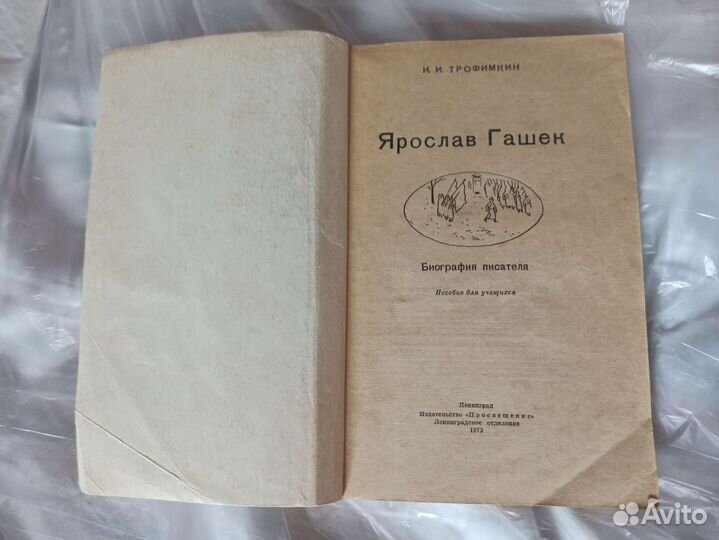 И. И. ТРОФИМКИН
Ярослав Гашек
Биография писателя
Пособие для учащихся
Ленинград
Издательство «Просвещение»
Ленинградское отделение
1973
Avito